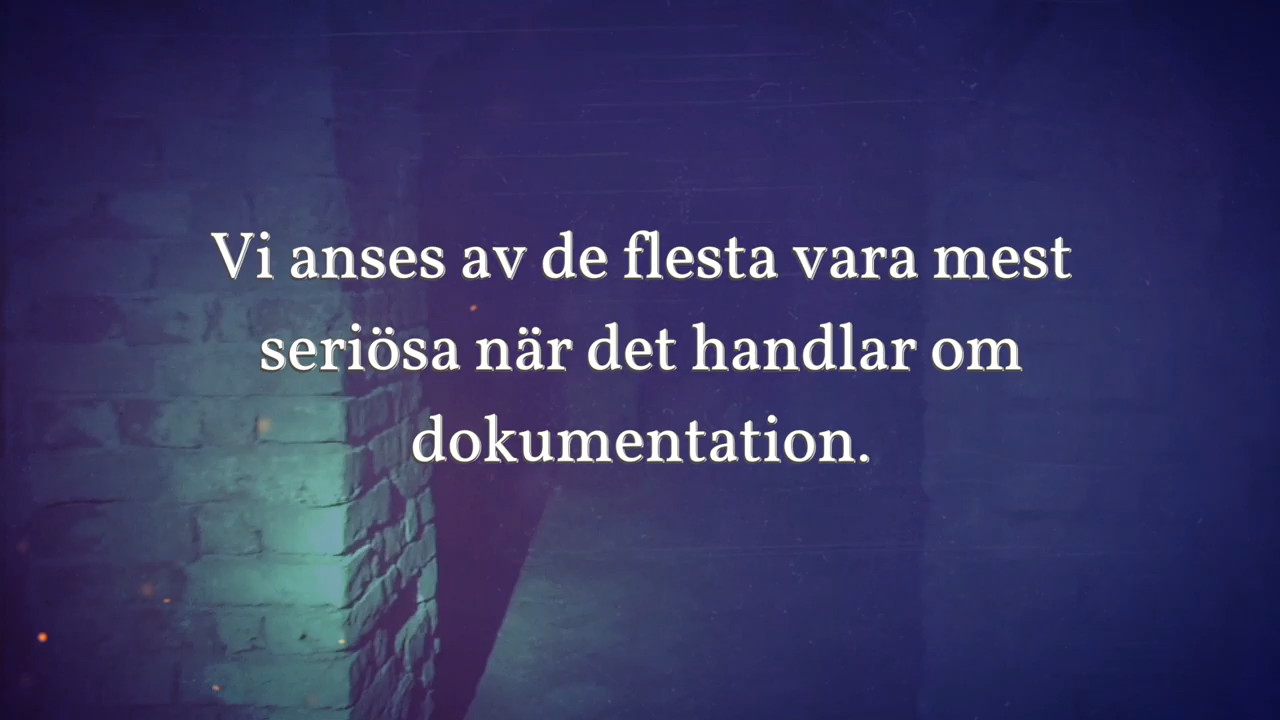 Vi anses av de flesta vara mest
seriösa när det handlar om
dokumentation.